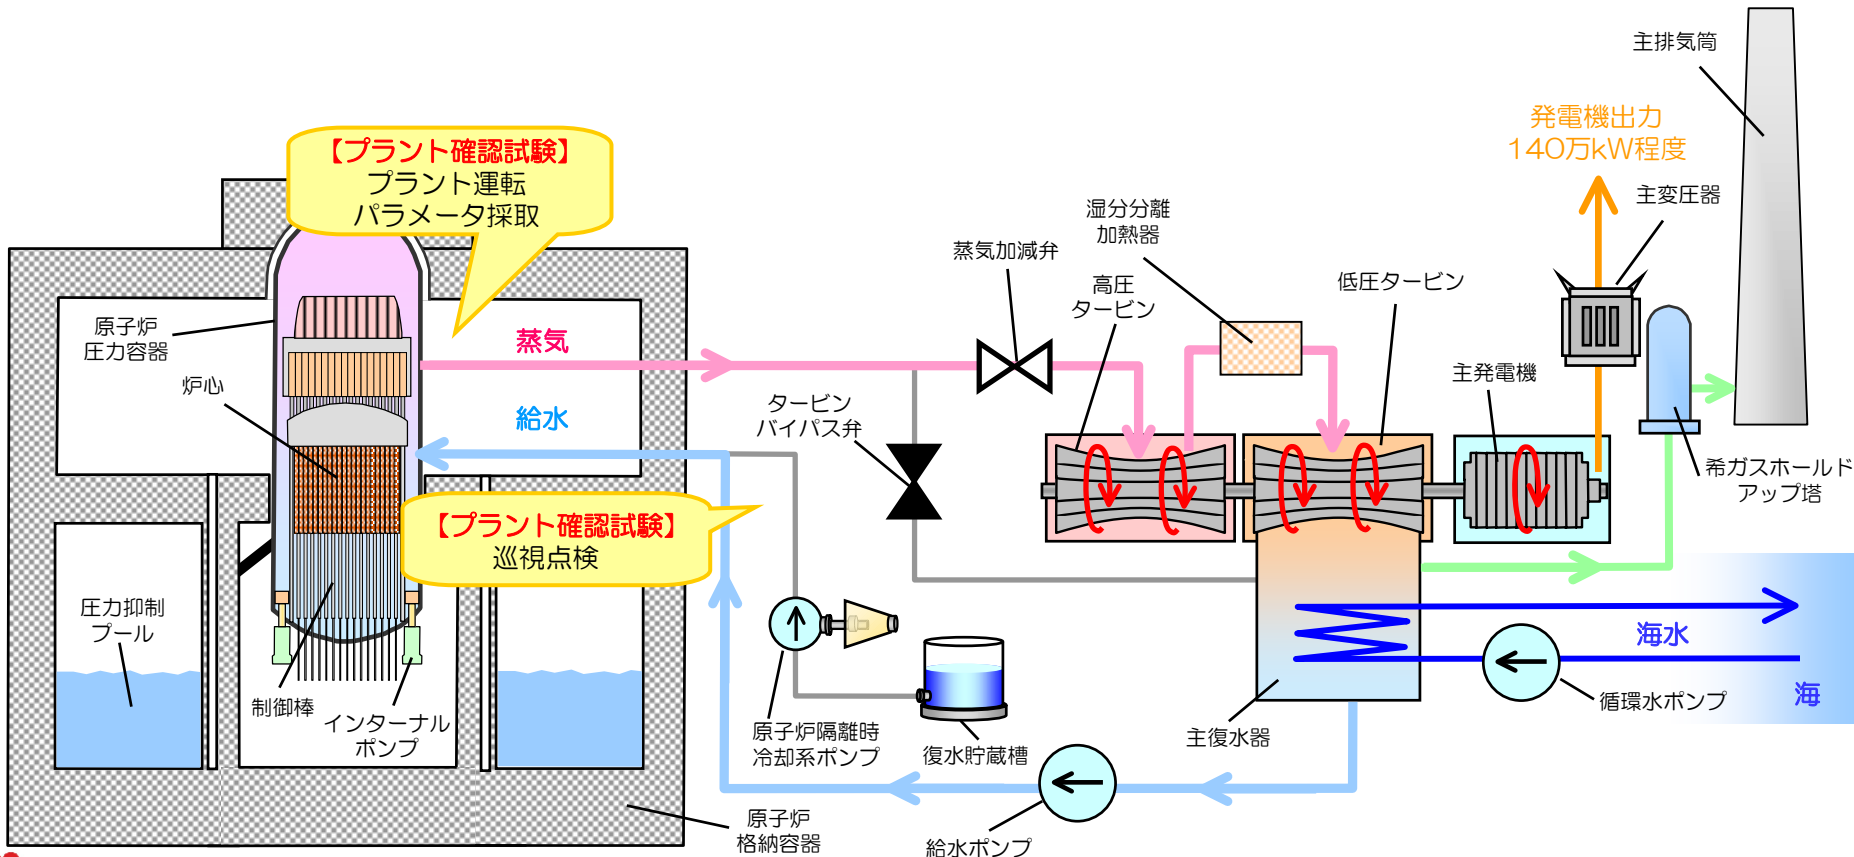 主排気筒
発電機出力
140万kW程度
【プラント確認試験】
プラント運転
パラメータ採取
主変圧器
湿分分離
加熱器
蒸気加減弁
高圧
タービン
低圧タービン
原子炉
圧力容器
蒸気
炉心
主発電機
タービン
バイパス弁
給水
希ガスホールド
アップ塔
【プラント確認試験】
巡視点検
圧力抑制
プール
海水
海
制御棒
インターナル
ポンプ
原子炉隔離時
冷却系ポンプ
復水貯蔵槽
主復水器
循環水ポンプ
原子炉
格納容器
給水ポンプ